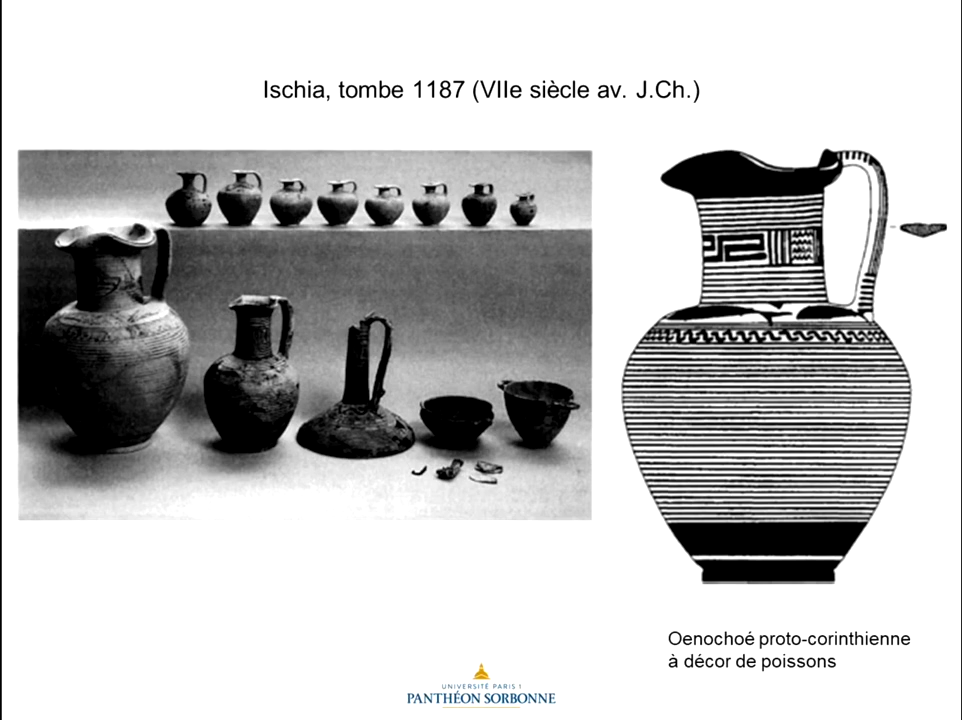 Ischia, tombe 1187 (VIIe siècle av. J.Ch.)
Oenochoé proto-corinthienne
à décor de poissons
UNIVERSITÉ PARIS 1
PANTHÉON SORBONNE